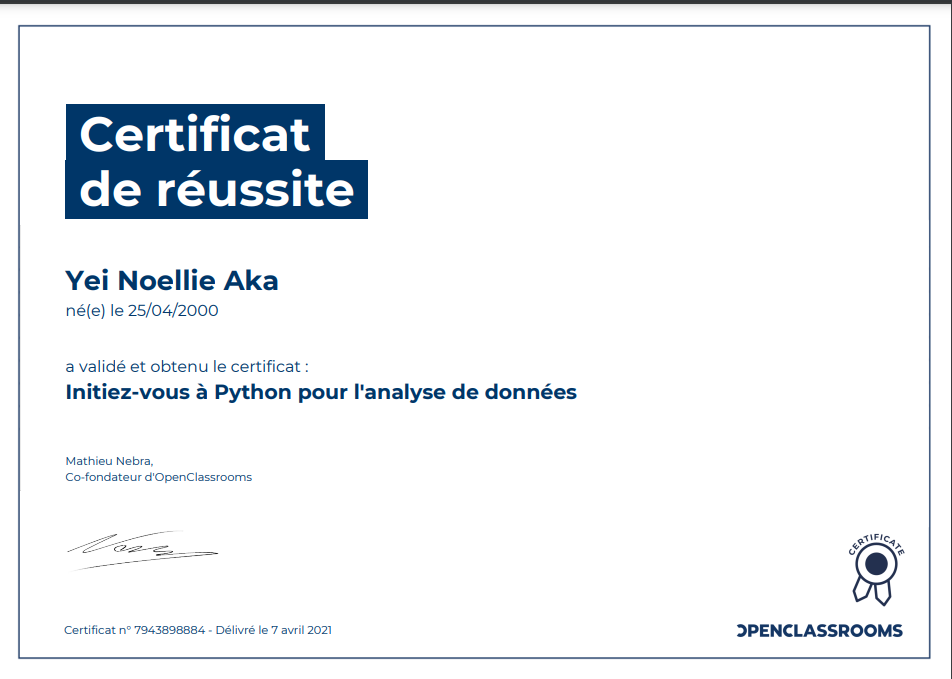 Certificat
de réussite
Yei Noellie Aka
né(e) le 25/04/2000
a validé et obtenu le certificat :
Initiez-vous à Python pour l'analyse de données
Mathieu Nebra,
Co-fondateur d'OpenClassrooms
CERTIFICATE
Certificat n° 7943898884 - Délivré le 7 avril 2021
OPENCLASSROOMS